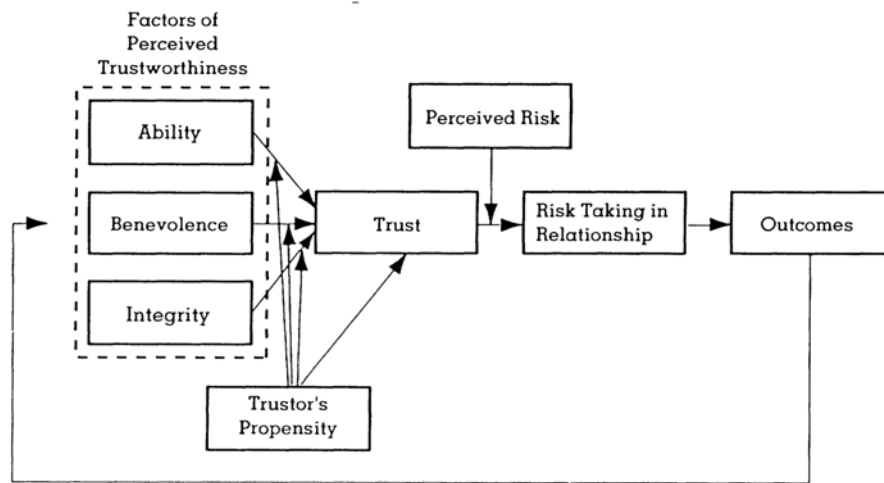 Factors of
Perceived
Trustworthiness
Ability
Benevolence
Integrity
Trustor's
Propensity
Trust
Perceived Risk
Risk Taking in
Relationship
Outcomes